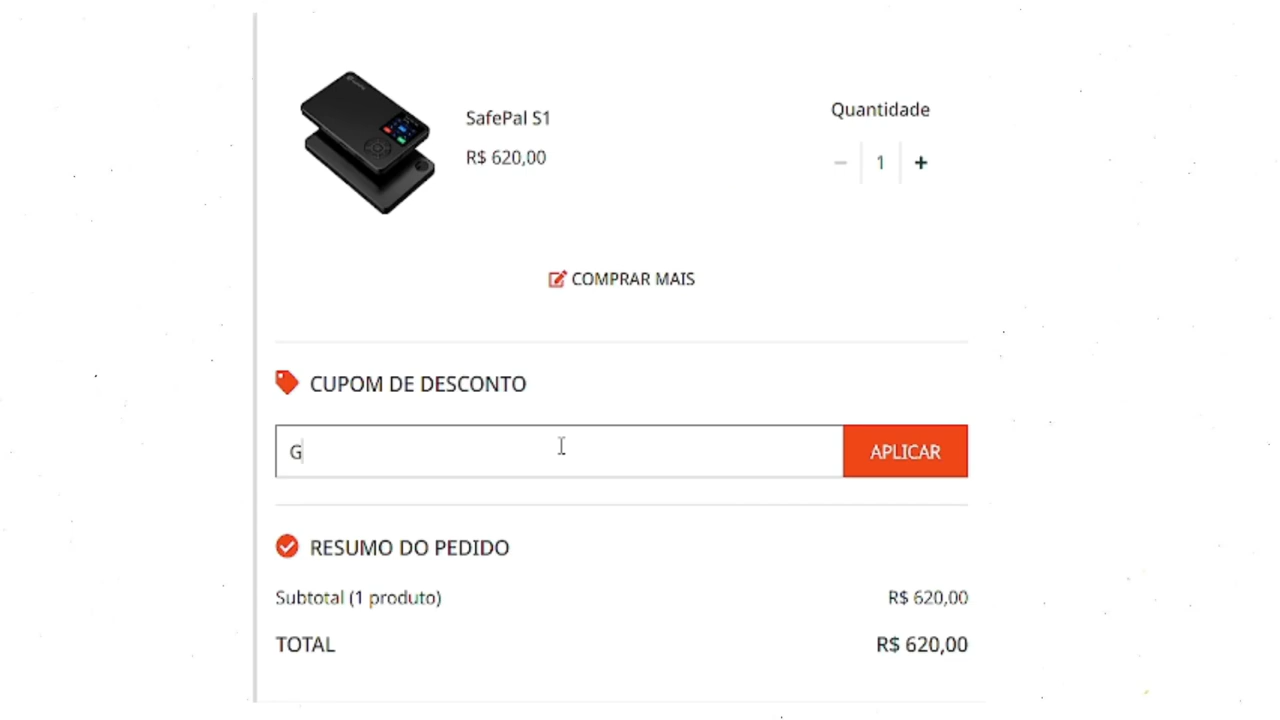 SafePal S1
R$ 620,00
Quantidade
− 1 +
COMPRAR MAIS
CUPOM DE DESCONTO
G
APLICAR
RESUMO DO PEDIDO
Subtotal (1 produto) R$ 620,00
TOTAL R$ 620,00